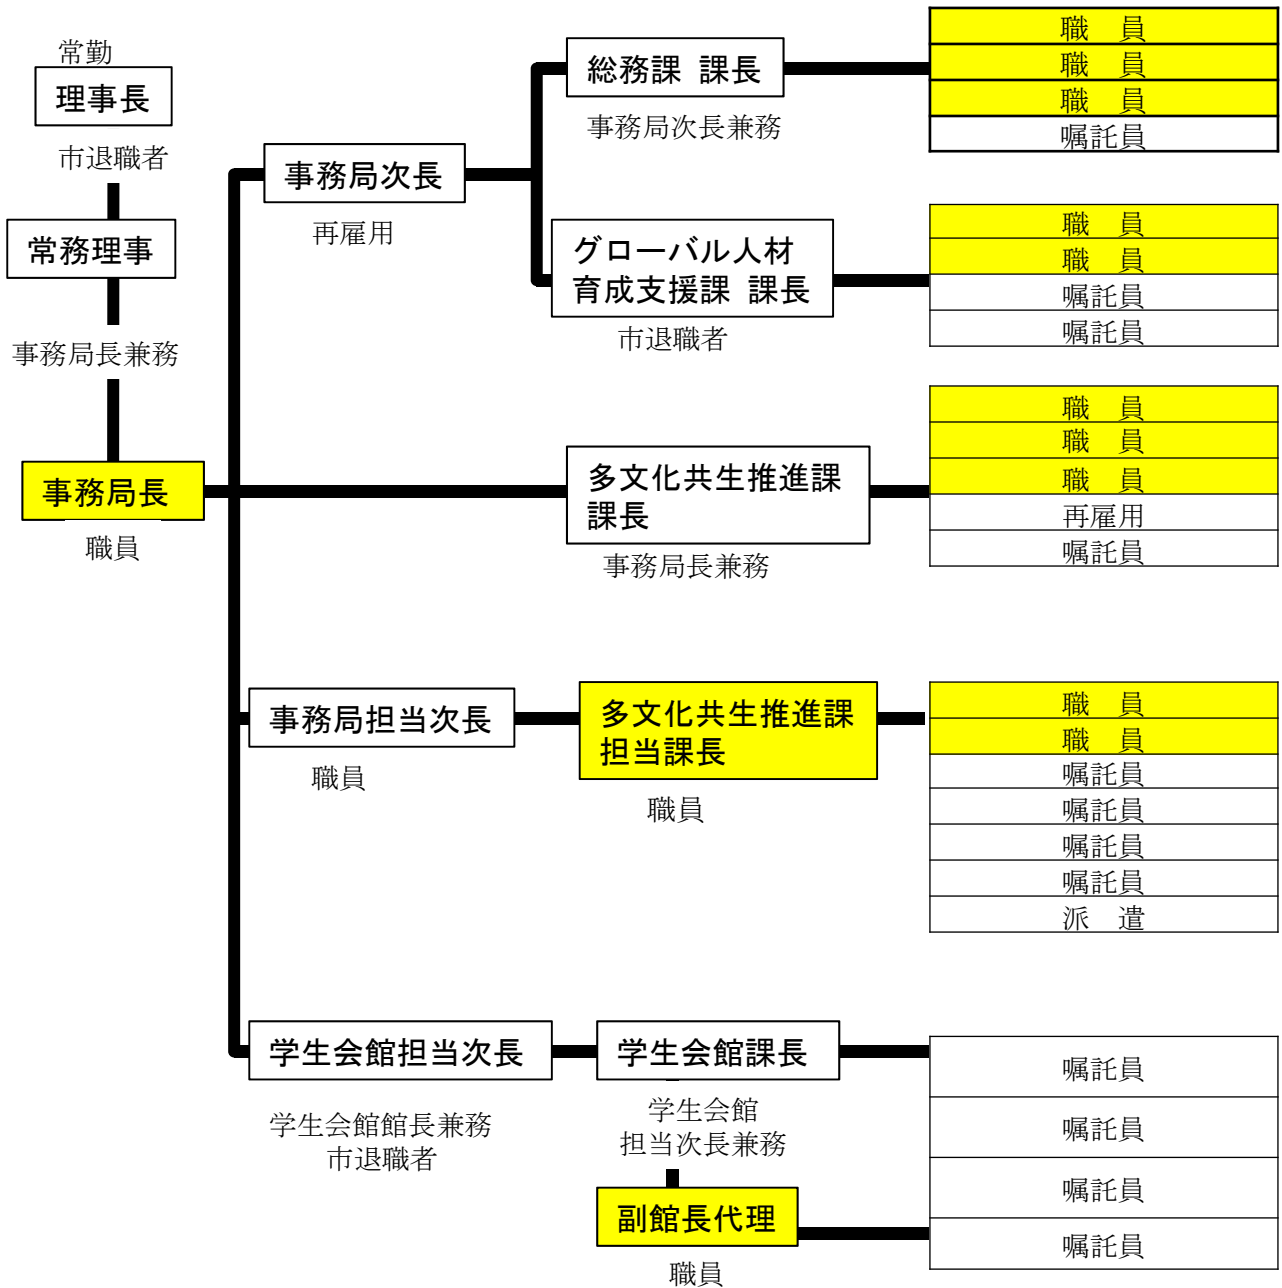 常勤
理事長
市退職者
常務理事
事務局長兼務
事務局長
職員
事務局次長
再雇用
総務課 課長
事務局次長兼務
職　員
職　員
職　員
嘱託員
グローバル人材
育成支援課 課長
市退職者
職　員
職　員
嘱託員
嘱託員
多文化共生推進課
課長
事務局長兼務
職　員
職　員
職　員
再雇用
嘱託員
事務局担当次長
職員
多文化共生推進課
担当課長
職員
職　員
職　員
嘱託員
嘱託員
嘱託員
嘱託員
派　遣
学生会館担当次長
学生会館館長兼務
市退職者
学生会館課長
学生会館
担当次長兼務
副館長代理
職員
嘱託員
嘱託員
嘱託員
嘱託員